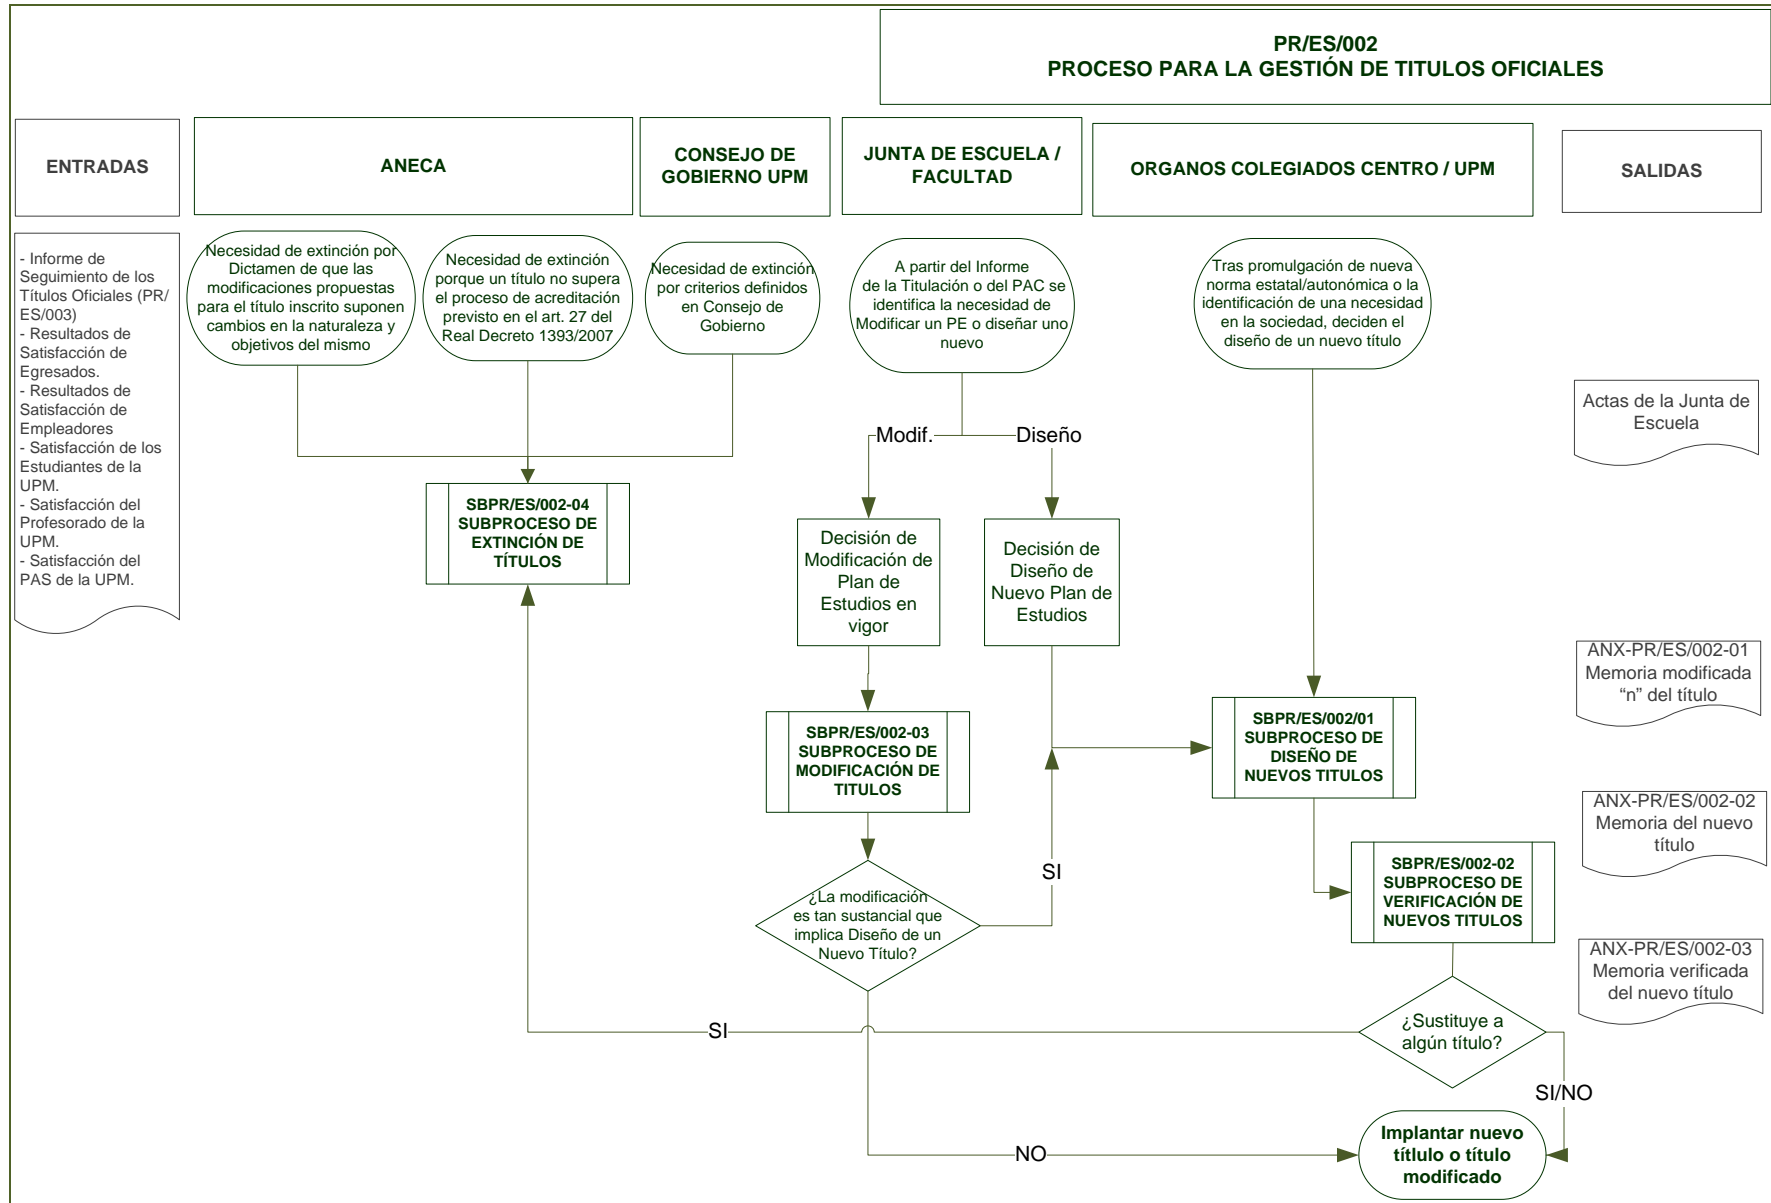 PR/ES/002
PROCESO PARA LA GESTIÓN DE TITULOS OFICIALES
ENTRADAS
ANECA
CONSEJO DE
GOBIERNO UPM
JUNTA DE ESCUELA /
FACULTAD
ORGANOS COLEGIADOS CENTRO / UPM
SALIDAS
- Informe de
Seguimiento de los
Títulos Oficiales (PR/
ES/003)
- Resultados de
Satisfacción de
Egresados.
- Resultados de
Satisfacción de
Empleadores
- Satisfacción de los
Estudiantes de la
UPM.
- Satisfacción del
Profesorado de la
UPM.
- Satisfacción del
PAS de la UPM.
Necesidad de extinción por
Dictamen de que las
modificaciones propuestas
para el título inscrito suponen
cambios en la naturaleza y
objetivos del mismo
Necesidad de extinción
porque un título no supera
el proceso de acreditación
previsto en el art. 27 del
Real Decreto 1393/2007
Necesidad de extinción
por criterios definidos
en Consejo de
Gobierno
A partir del Informe
de la Titulación o del PAC se
identifica la necesidad de
Modificar un PE o diseñar uno
nuevo
Tras promulgación de nueva
norma estatal/autonómica o la
identificación de una necesidad
en la sociedad, deciden el
diseño de un nuevo título
Modif.
Diseño
SBPR/ES/002-04
SUBPROCESO DE
EXTINCIÓN DE
TÍTULOS
Decisión de
Modificación de
Plan de
Estudios en
vigor
Decisión de
Diseño de
Nuevo Plan de
Estudios
SBPR/ES/002-03
SUBPROCESO DE
MODIFICACIÓN DE
TITULOS
SBPR/ES/002/01
SUBPROCESO DE
DISEÑO DE
NUEVOS TITULOS
SBPR/ES/002-02
SUBPROCESO DE
VERIFICACIÓN DE
NUEVOS TITULOS
¿La modificación
es tan sustancial que
implica Diseño de un
Nuevo Título?
SI
¿Sustituye a
algún título?
SI
SI/NO
NO
Implantar nuevo
títlulo o título
modificado
Actas de la Junta de
Escuela
ANX-PR/ES/002-01
Memoria modificada
“n” del título
ANX-PR/ES/002-02
Memoria del nuevo
título
ANX-PR/ES/002-03
Memoria verificada
del nuevo título